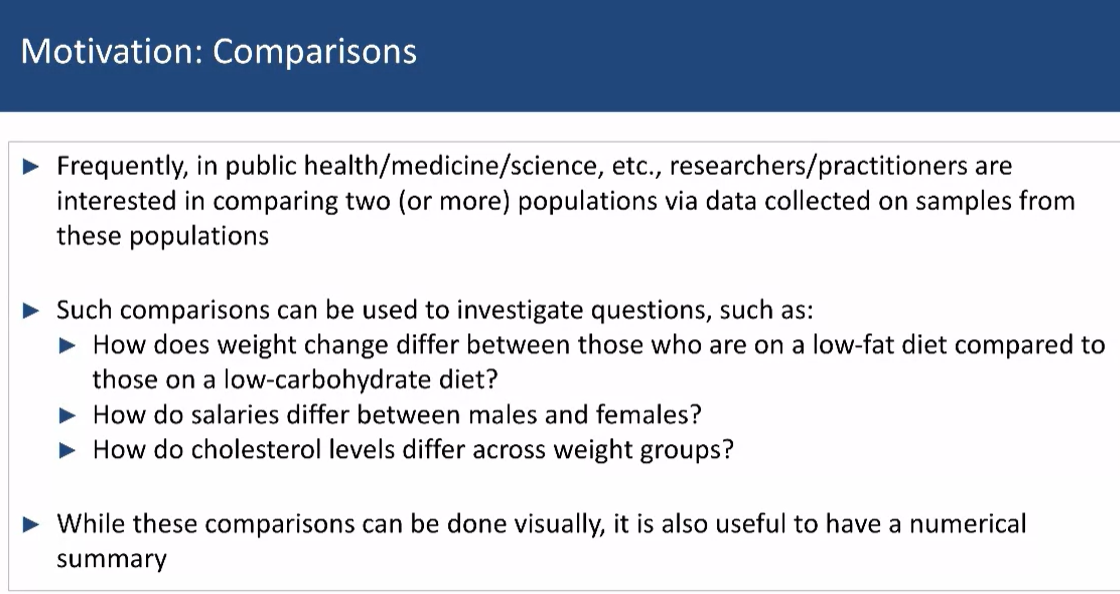 Motivation: Comparisons
► Frequently, in public health/medicine/science, etc., researchers/practitioners are
interested in comparing two (or more) populations via data collected on samples from
these populations
► Such comparisons can be used to investigate questions, such as:
► How does weight change differ between those who are on a low-fat diet compared to
those on a low-carbohydrate diet?
► How do salaries differ between males and females?
► How do cholesterol levels differ across weight groups?
► While these comparisons can be done visually, it is also useful to have a numerical
summary